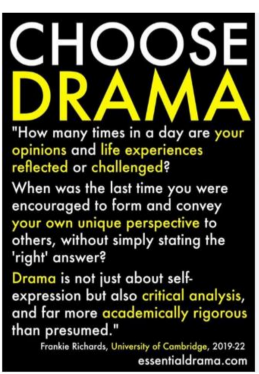 CHOOSE
DRAMA
"How many times in a day are your
opinions and life experiences
reflected or challenged?
When was the last time you were
encouraged to form and convey
your own unique perspective to
others, without simply stating the
'right' answer?
Drama is not just about self-
expression but also critical analysis,
and far more academically rigorous
than presumed."
Frankie Richards, University of Cambridge, 2019-22
essentialdrama.com